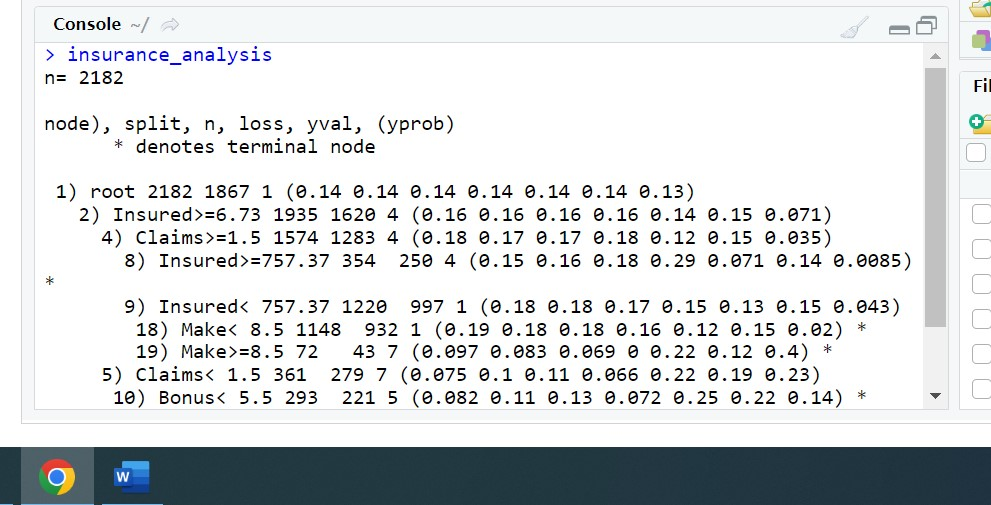 Console ~/
> insurance_analysis
n= 2182
node), split, n, loss, yval, (yprob)
* denotes terminal node
1) root 2182 1867 1 (0.14 0.14 0.14 0.14 0.14 0.14 0.13)
2) Insured>=6.73 1935 1620 4 (0.16 0.16 0.16 0.16 0.14 0.15 0.071)
4) Claims>=1.5 1574 1283 4 (0.18 0.17 0.17 0.18 0.12 0.15 0.035)
8) Insured>=757.37 354  250 4 (0.15 0.16 0.18 0.29 0.071 0.14 0.0085)
*
9) Insured< 757.37 1220  997 1 (0.18 0.18 0.17 0.15 0.13 0.15 0.043)
18) Make< 8.5 1148  932 1 (0.19 0.18 0.18 0.16 0.12 0.15 0.02) *
19) Make>=8.5 72   43 7 (0.097 0.083 0.069 0 0.22 0.12 0.4) *
5) Claims< 1.5 361  279 7 (0.075 0.1 0.11 0.066 0.22 0.19 0.23)
10) Bonus< 5.5 293  221 5 (0.082 0.11 0.13 0.072 0.25 0.22 0.14) *
Fil
W